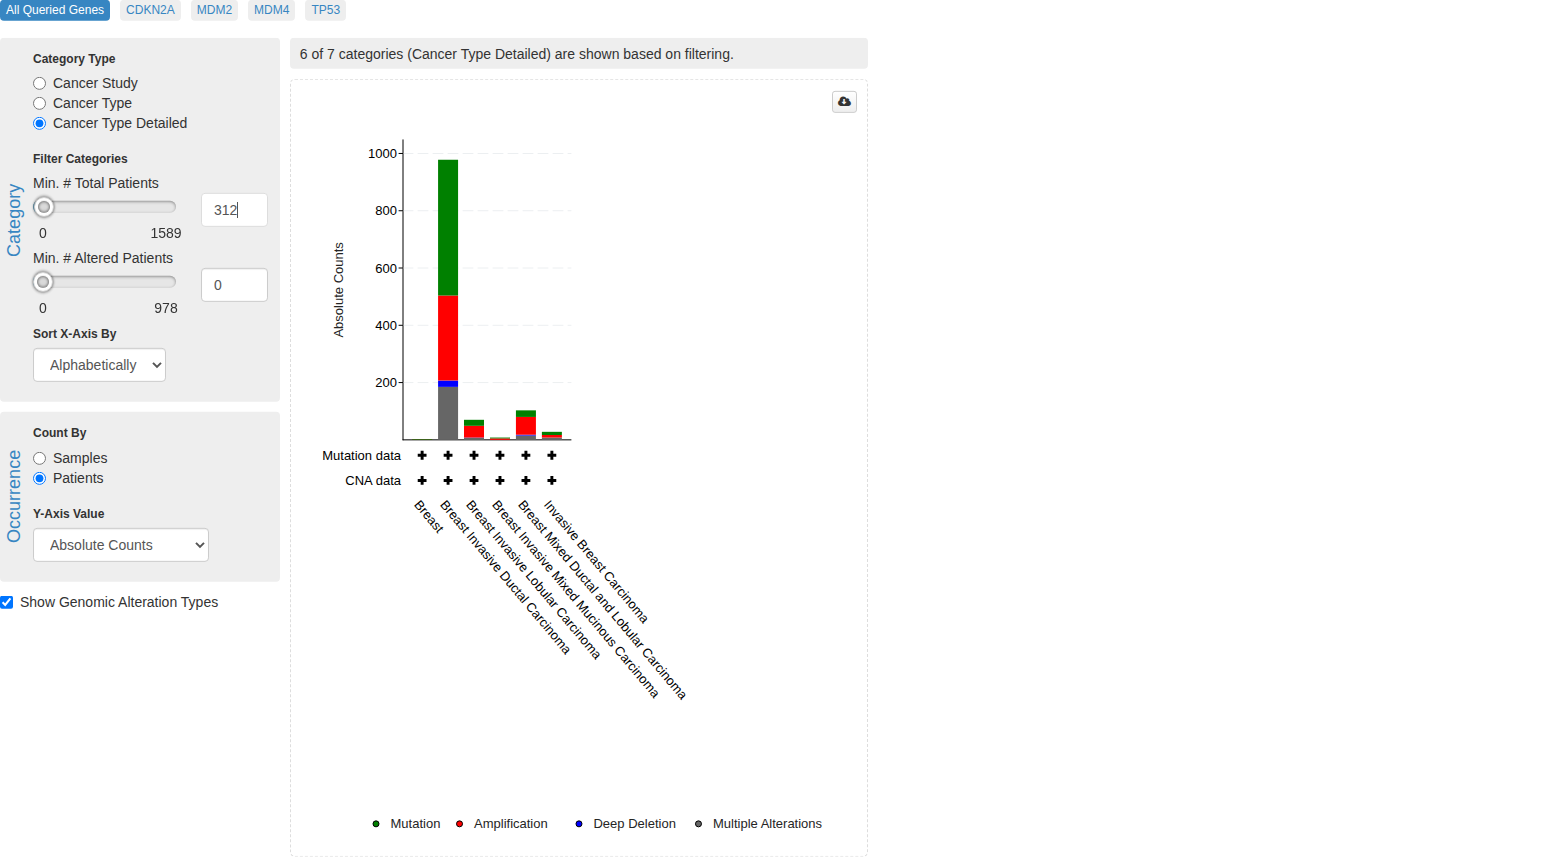 All Queried Genes CDKN2A MDM2 MDM4 TP53
Category
Category Type
Cancer Study
Cancer Type
Cancer Type Detailed
Filter Categories
Min. # Total Patients
312
0 1589
Min. # Altered Patients
0
0 978
Sort X-Axis By
Alphabetically
Occurrence
Count By
Samples
Patients
Y-Axis Value
Absolute Counts
Show Genomic Alteration Types
6 of 7 categories (Cancer Type Detailed) are shown based on filtering.
Absolute Counts
1000
800
600
400
200
Mutation data
CNA data
Breast
Breast Invasive Ductal Carcinoma
Breast Invasive Lobular Carcinoma
Breast Invasive Mixed Mucinous Carcinoma
Breast Mixed Ductal and Lobular Carcinoma
Invasive Breast Carcinoma
Mutation Amplification Deep Deletion Multiple Alterations